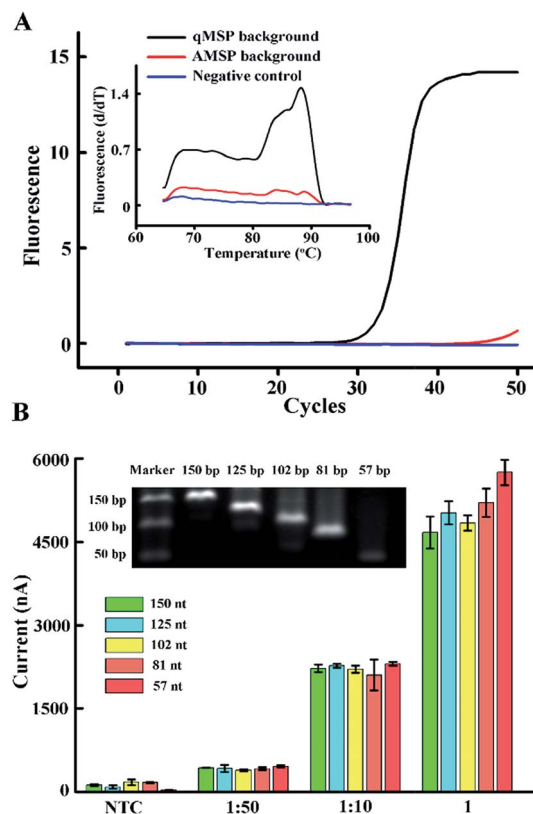 A
qMSP background
AMSP background
Negative control
15
10
5
0
Fluorescence
1.4
0.7
0
Fluorescence (d/dT)
60 70 80 90 100
Temperature (°C)
0 10 20 30 40 50
Cycles
B
6000
4500
3000
1500
0
Current (nA)
Marker 150 bp 125 bp 102 bp 81 bp 57 bp
150 bp
100 bp
50 bp
150 nt
125 nt
102 nt
81 nt
57 nt
NTC 1:50 1:10 1